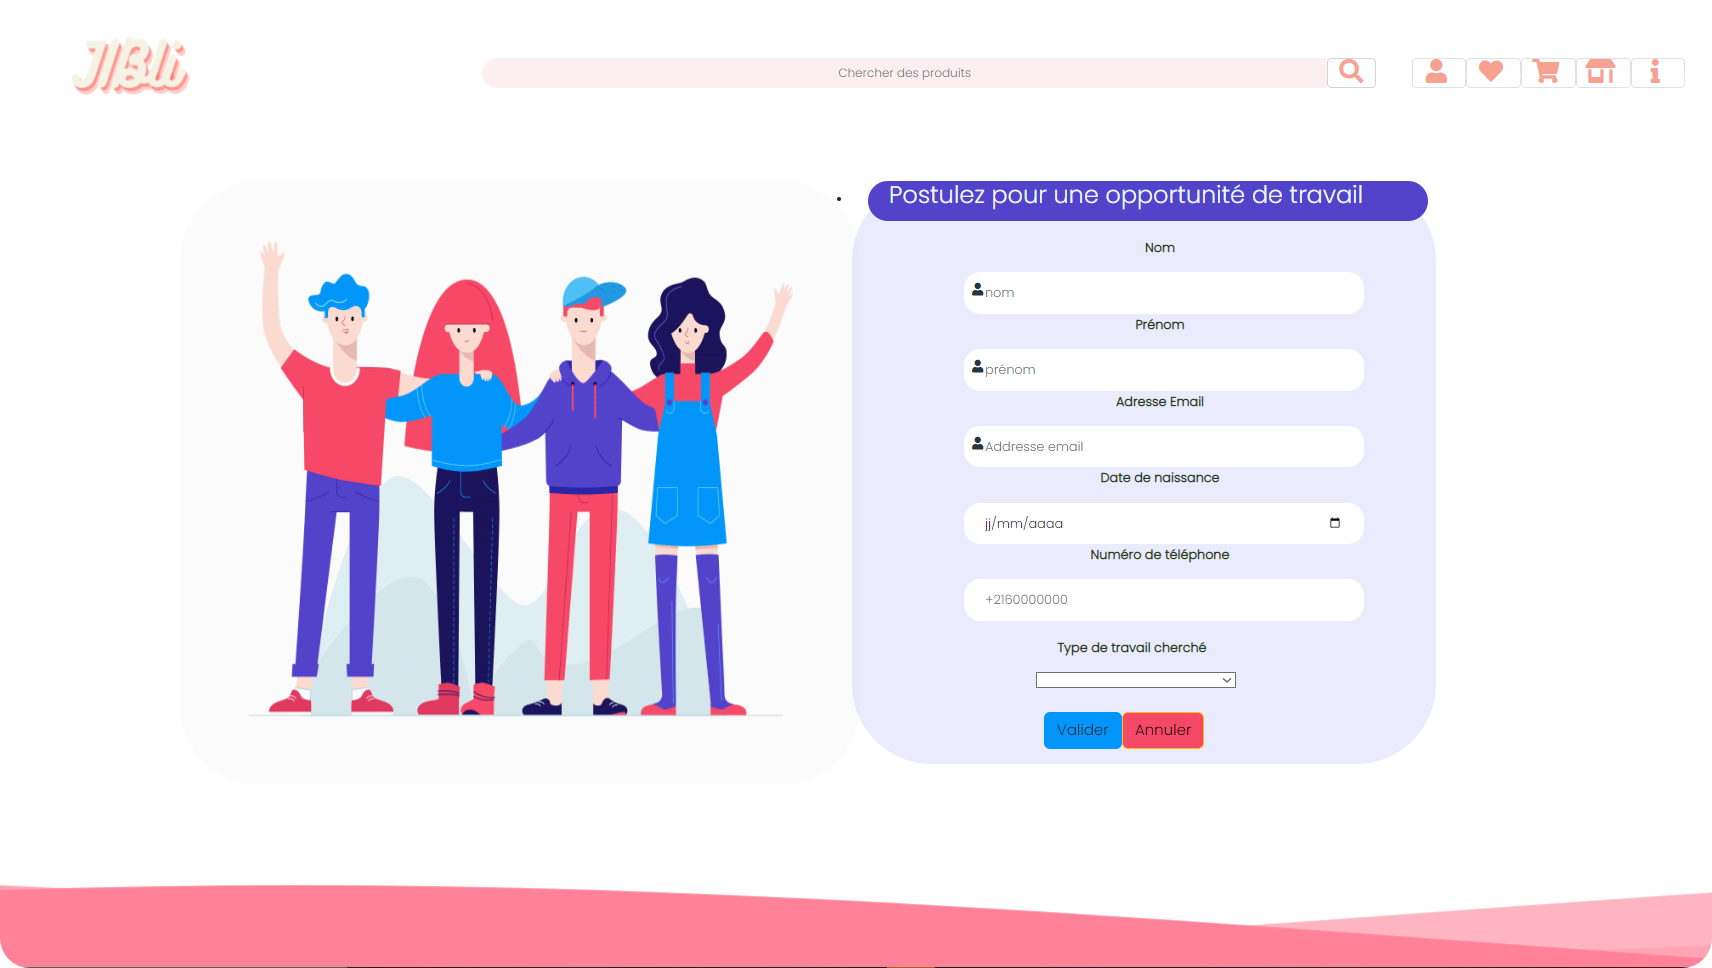 JIBli
Chercher des produits
Postulez pour une opportunité de travail
Nom
nom
Prénom
prénom
Adresse Email
Addresse email
Date de naissance
jj/mm/aaaa
Numéro de téléphone
+2160000000
Type de travail cherché
Valider Annuler